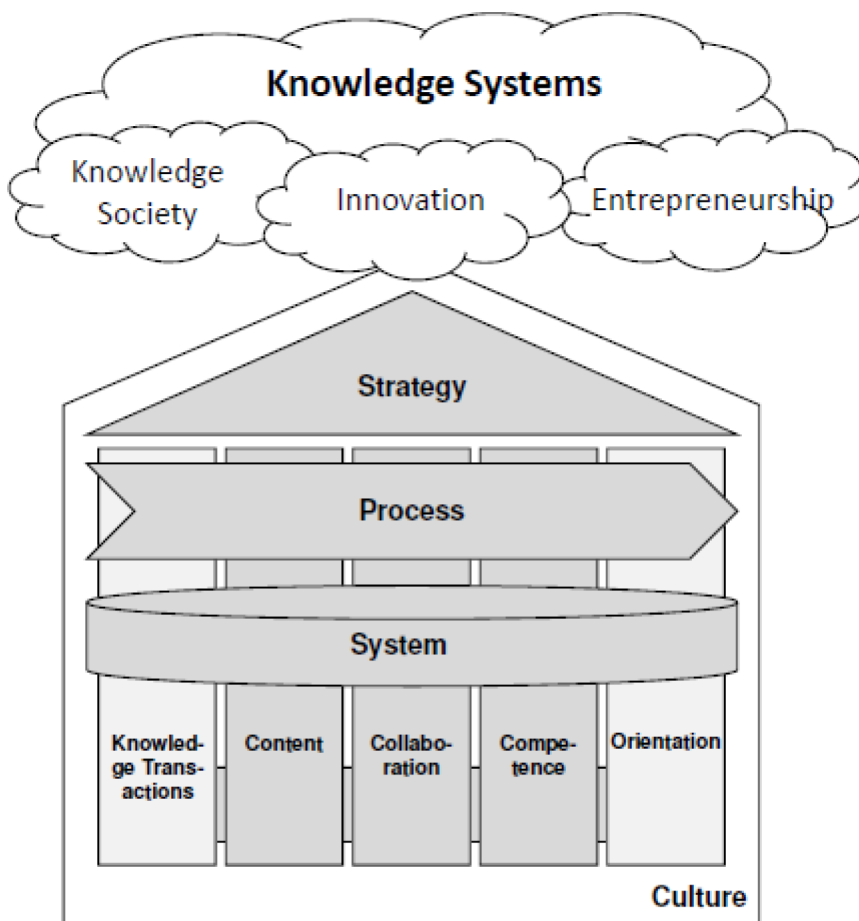 Knowledge Systems
Knowledge
Society
Innovation
Entrepreneurship
Strategy
Process
System
Knowled-
ge Trans-
actions
Content
Collabo-
ration
Compe-
tence
Orientation
Culture